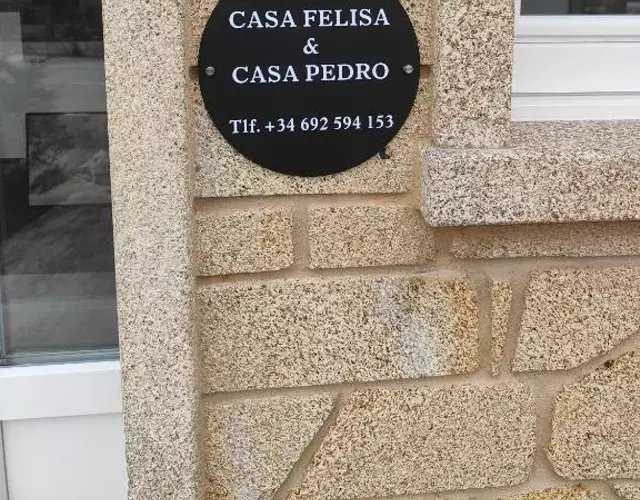 CASA FELISA
&
CASA PEDRO
Tlf. +34 692 594 153